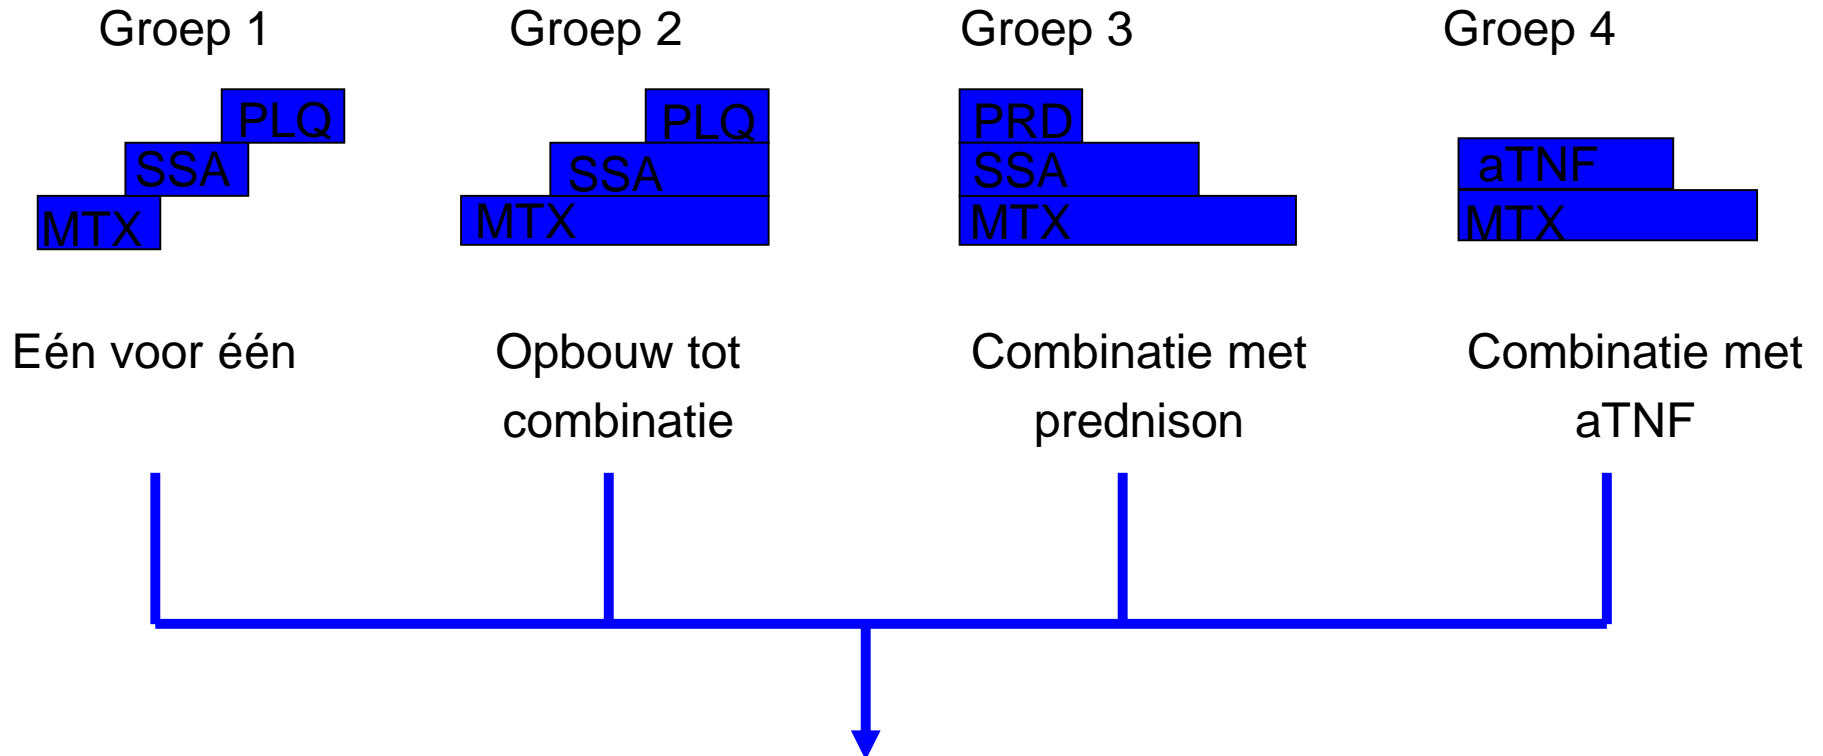 Groep 1
Groep 2
Groep 3
Groep 4
PLQ
SSA
MTX
PLQ
SSA
MTX
PRD
SSA
MTX
aTNF
MTX
Eén voor één
Opbouw tot
combinatie
Combinatie met
prednison
Combinatie met
aTNF